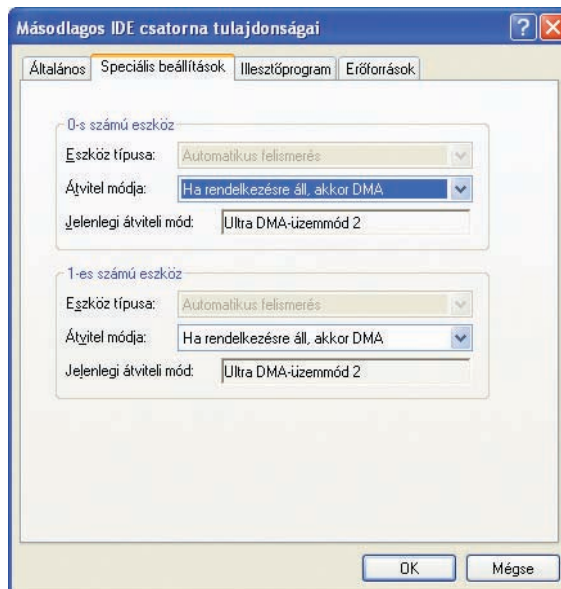 Másodlagos IDE csatorna tulajdonságai
Általános Speciális beállítások Illesztőprogram Erőforrások
0-s számú eszköz
Eszköz típusa: Automatikus felismerés
Átvitel módja: Ha rendelkezésre áll, akkor DMA
Jelenlegi átviteli mód: Ultra DMA-üzemmód 2
1-es számú eszköz
Eszköz típusa: Automatikus felismerés
Átvitel módja: Ha rendelkezésre áll, akkor DMA
Jelenlegi átviteli mód: Ultra DMA-üzemmód 2
OK Mégse